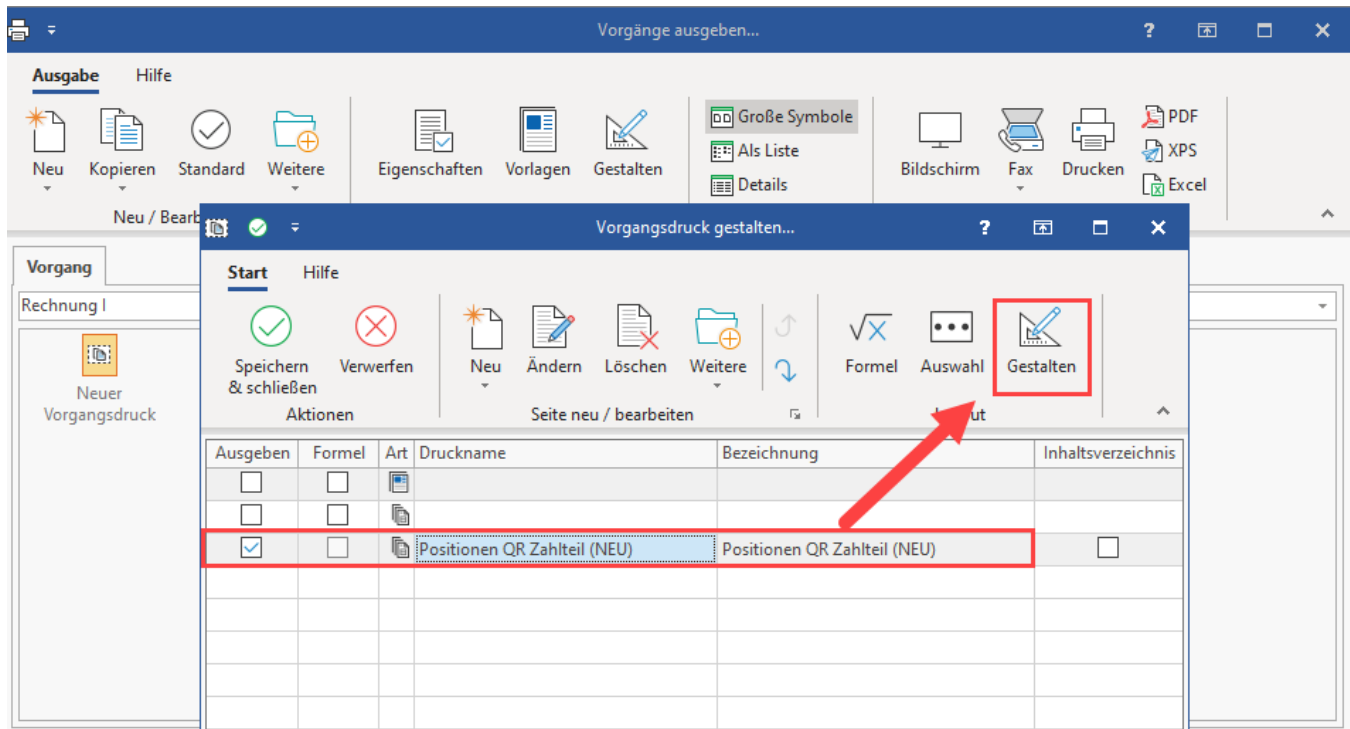 Vorgänge ausgeben...
?
Ausgabe Hilfe
Neu Kopieren Standard Weitere Eigenschaften Vorlagen Gestalten Bildschirm Fax Drucken
Große Symbole
Als Liste
Details
PDF
XPS
Excel
Neu /
Vorgang
Rechnung
Neuer
Vorgangsdruck
Vorgangsdruck gestalten...
?
Start Hilfe
Speichern
& schließen
Verwerfen Neu Ändern Löschen Weitere Formel Auswahl Gestalten
Aktionen Seite neu / bearbeiten
Ausgeben Formel Art Druckname Bezeichnung Inhaltsverzeichnis
Positionen QR Zahlteil (NEU) Positionen QR Zahlteil (NEU)